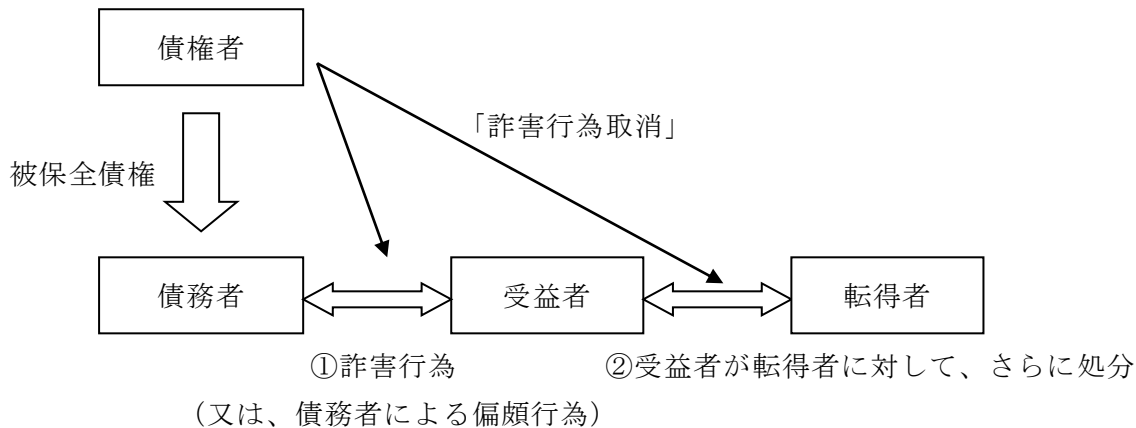 債権者
「詐害行為取消」
被保全債権
債務者
受益者
転得者
①詐害行為
②受益者が転得者に対して、さらに処分
（又は、債務者による偏頗行為）